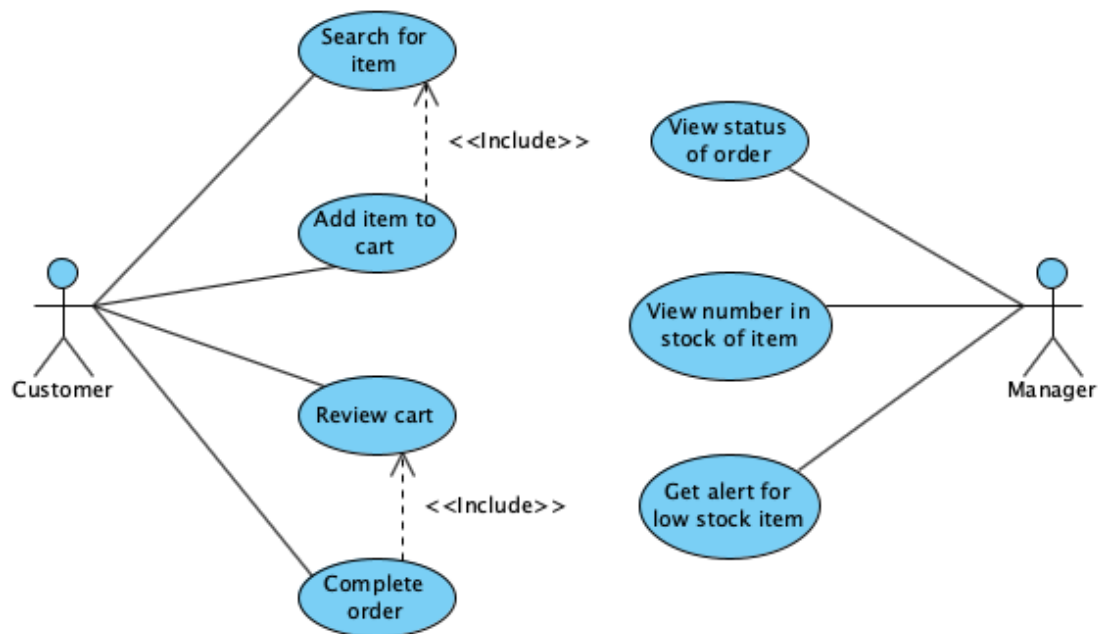 Search for
item
<<Include>>
View status
of order
Add item to
cart
Customer
View number in
stock of item
Manager
Review cart
<<Include>>
Get alert for
low stock item
Complete
order